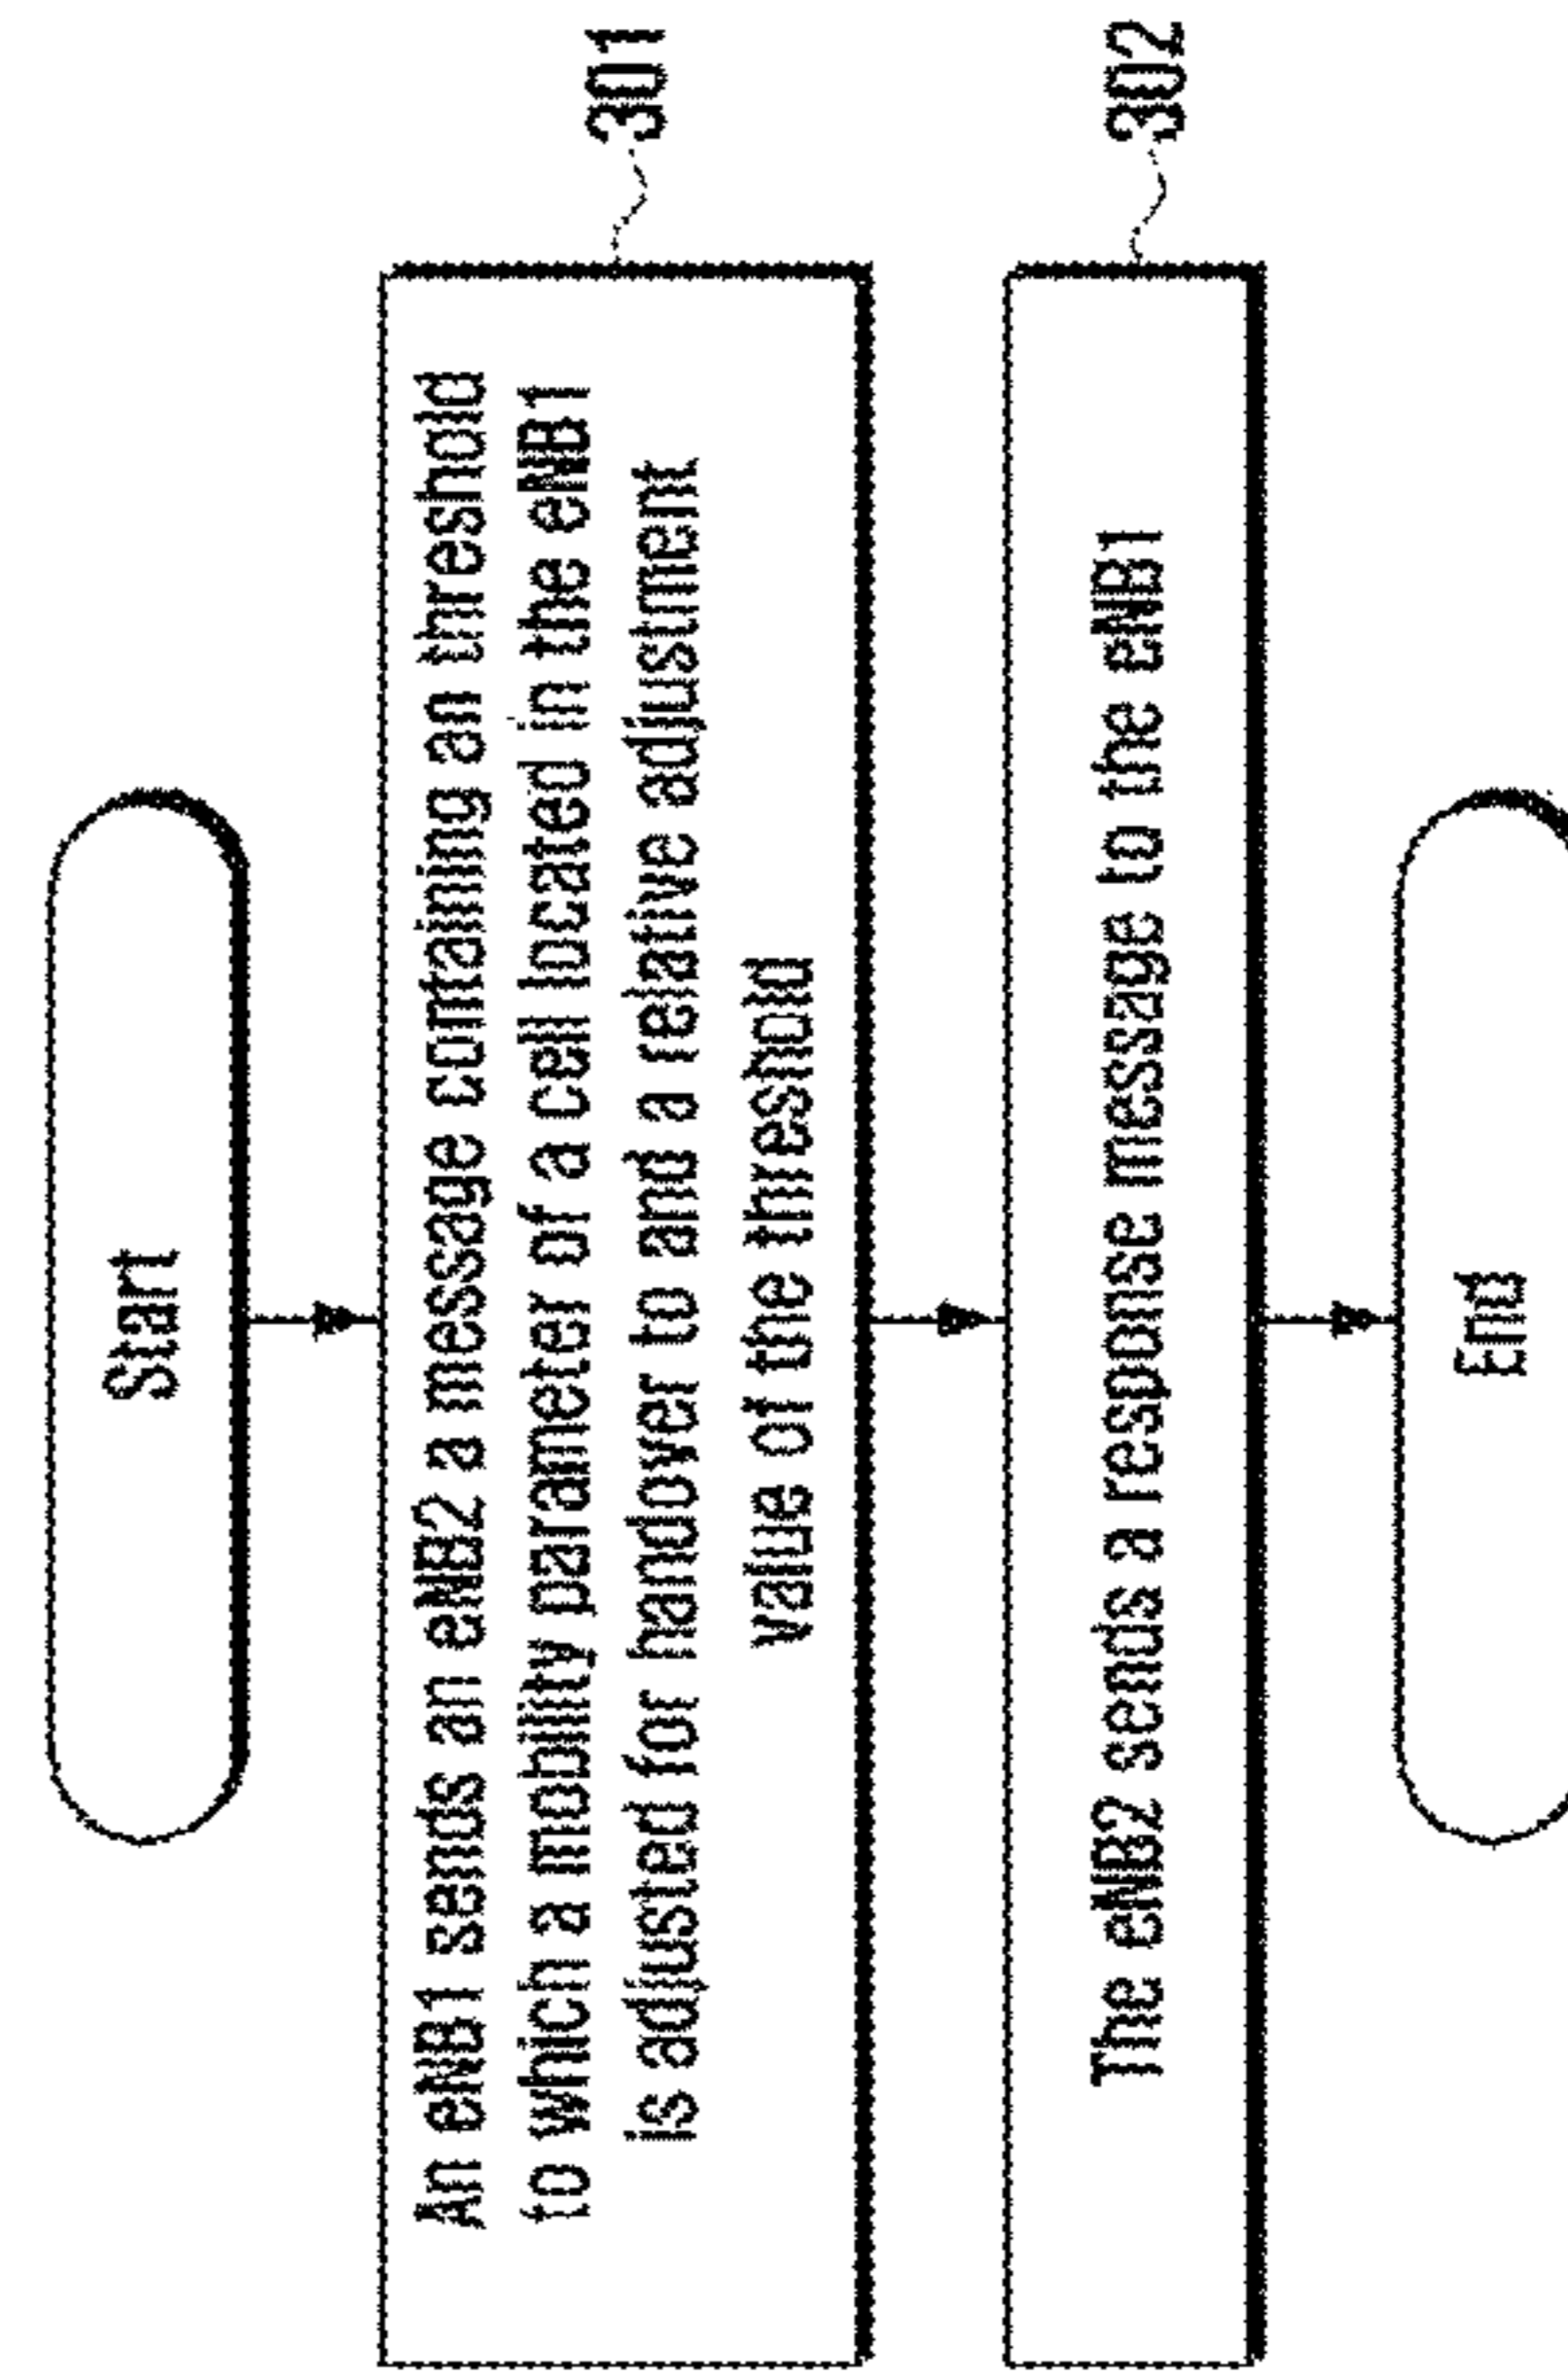 Start
An eNB1 sends an eNB2 a message containing an threshold
to which a mobility parameter of a cell located in the eNB1
is adjusted for handover to and a relative adjustment
value of the threshold
301
The eNB2 sends a response message to the eNB1
302
End